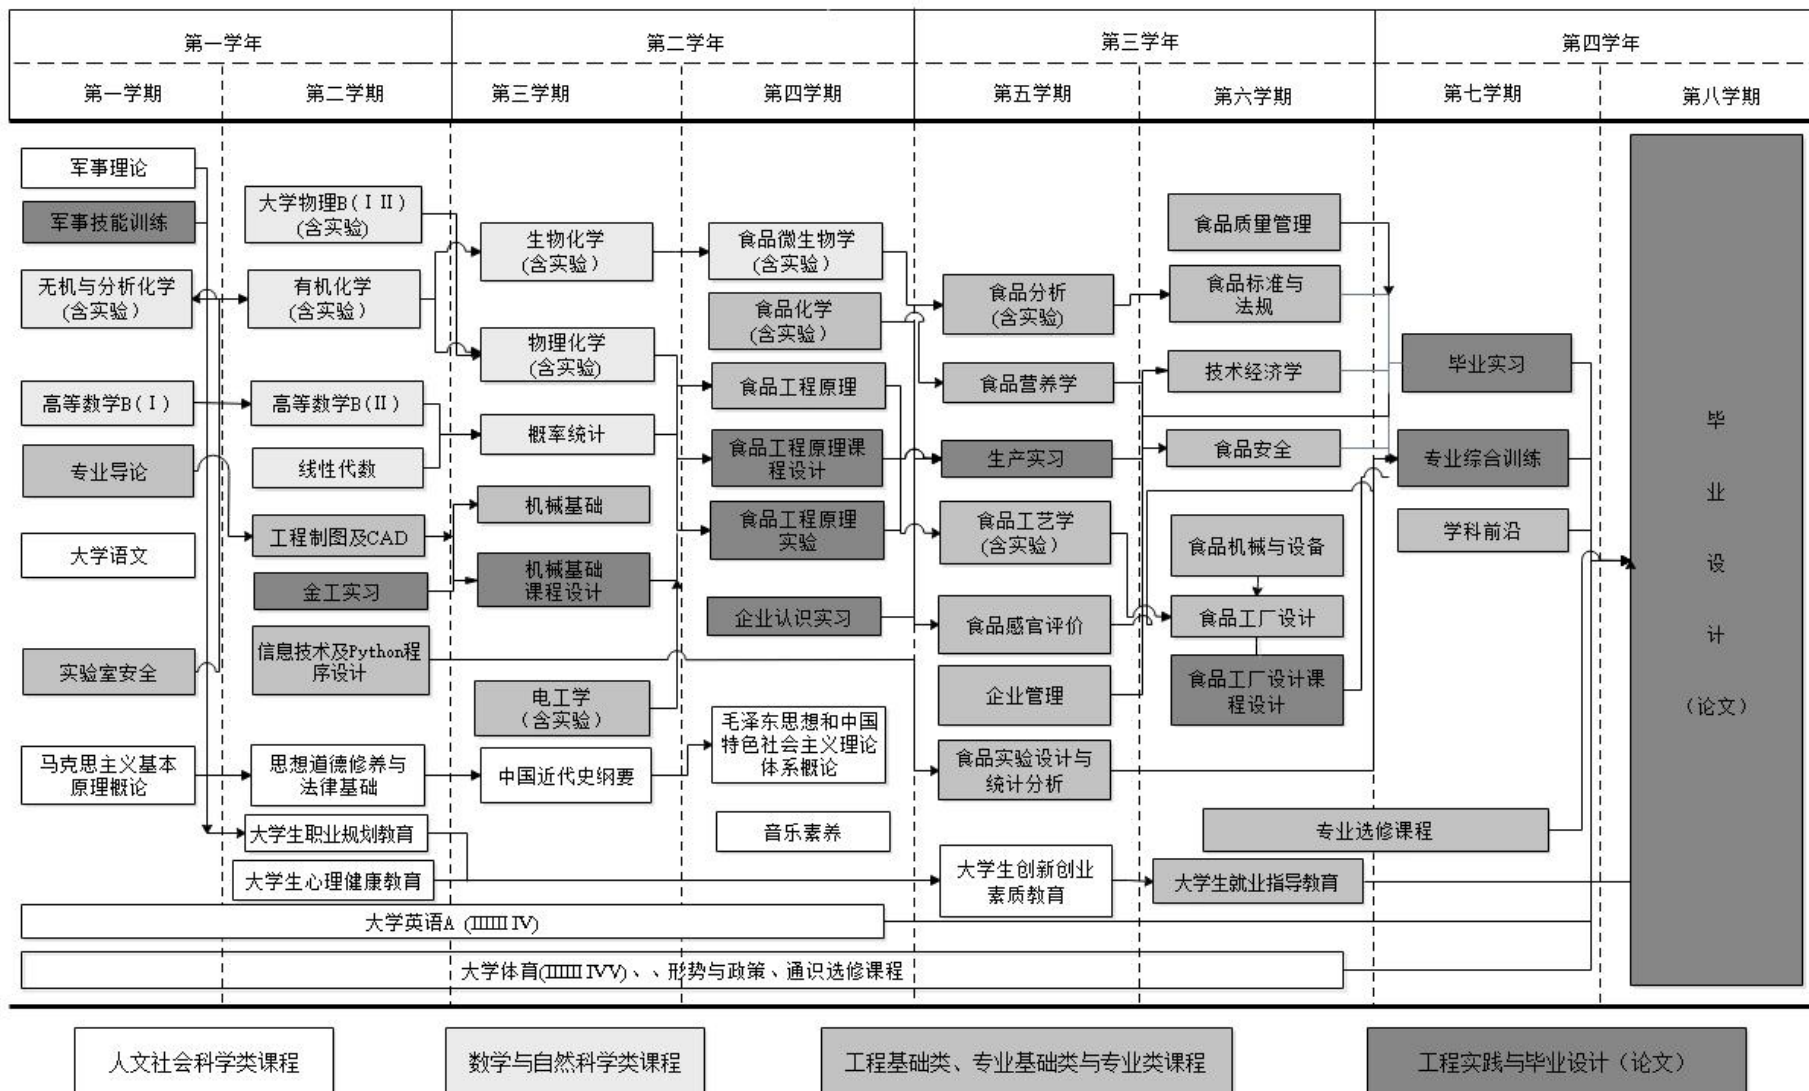 第一学年
第二学年
第三学年
第四学年
第一学期
第二学期
第三学期
第四学期
第五学期
第六学期
第七学期
第八学期
军事理论
军事技能训练
无机与分析化学
(含实验)
高等数学B(Ⅰ)
专业导论
大学语文
实验室安全
马克思主义基本
原理概论
大学物理B(ⅠⅡ)
(含实验)
有机化学
(含实验)
高等数学B(Ⅱ)
线性代数
工程制图及CAD
金工实习
信息技术及Python程
序设计
思想道德修养与
法律基础
大学生职业规划教育
大学生心理健康教育
生物化学
(含实验)
物理化学
(含实验)
概率统计
机械基础
机械基础
课程设计
电工学
(含实验)
中国近代史纲要
食品微生物学
(含实验)
食品化学
(含实验)
食品工程原理
食品工程原理课
程设计
食品工程原理
实验
企业认识实习
毛泽东思想和中国
特色社会主义理论
体系概论
音乐素养
食品分析
(含实验)
食品营养学
生产实习
食品工艺学
(含实验)
食品感官评价
企业管理
食品实验设计与
统计分析
大学生创新创业
素质教育
食品质量管理
食品标准与
法规
技术经济学
食品安全
食品机械与设备
食品工厂设计
食品工厂设计课
程设计
专业选修课程
大学生就业指导教育
毕业实习
专业综合训练
学科前沿
毕
业
设
计
(论文)
大学英语A (ⅠⅡⅢ IV)
大学体育(ⅠⅡⅢ IVV)、、形势与政策、通识选修课程
人文社会科学类课程
数学与自然科学类课程
工程基础类、专业基础类与专业类课程
工程实践与毕业设计(论文)